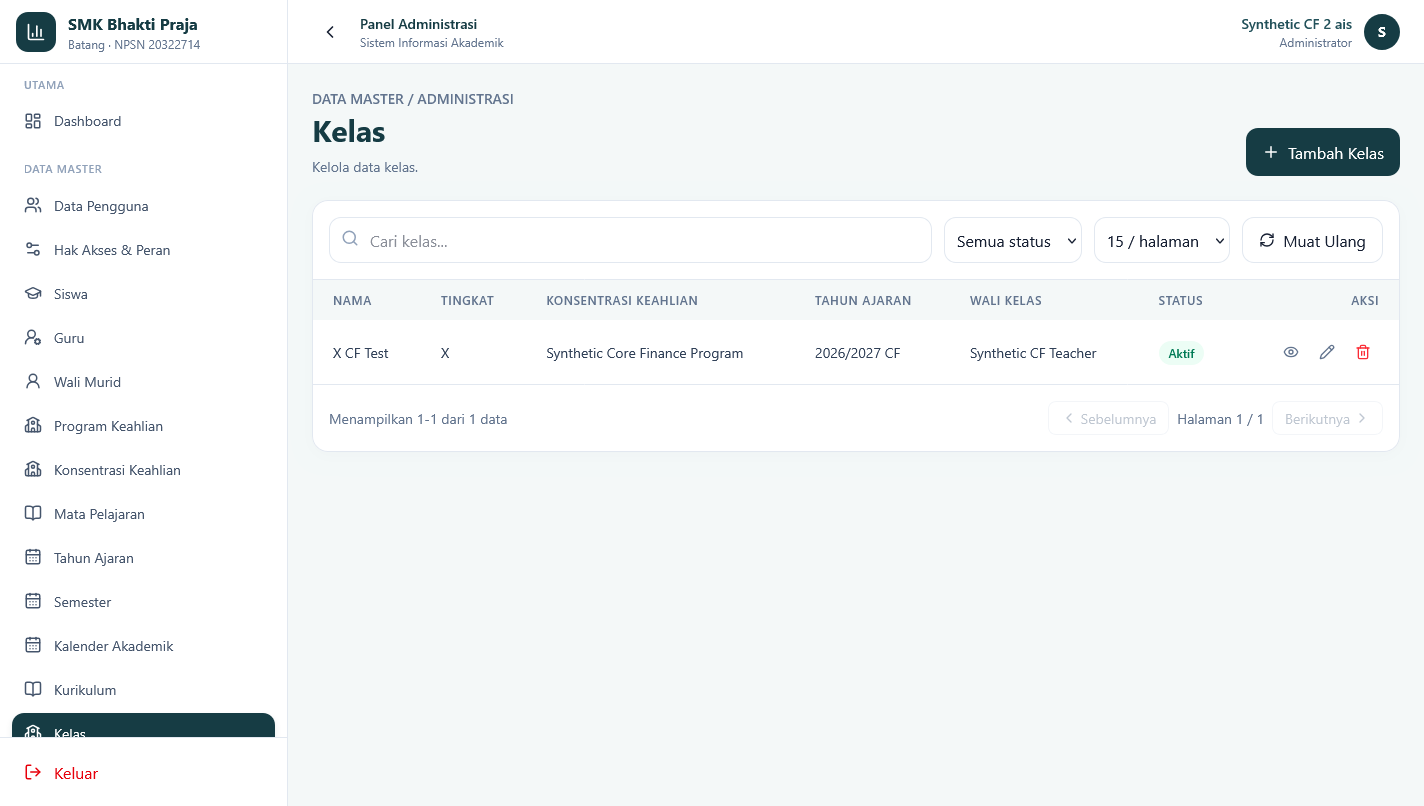 SMK Bhakti Praja
Batang · NPSN 20322714
UTAMA
Dashboard
DATA MASTER
Data Pengguna
Hak Akses & Peran
Siswa
Guru
Wali Murid
Program Keahlian
Konsentrasi Keahlian
Mata Pelajaran
Tahun Ajaran
Semester
Kalender Akademik
Kurikulum
Kelas
Keluar
Panel Administrasi
Sistem Informasi Akademik
Synthetic CF 2 ais
Administrator
S
DATA MASTER / ADMINISTRASI
Kelas
Kelola data kelas.
Tambah Kelas
Cari kelas...
Semua status
15 / halaman
Muat Ulang
NAMA TINGKAT KONSENTRASI KEAHLIAN TAHUN AJARAN WALI KELAS STATUS AKSI
X CF Test X Synthetic Core Finance Program 2026/2027 CF Synthetic CF Teacher Aktif
Menampilkan 1-1 dari 1 data
Sebelumnya Halaman 1 / 1 Berikutnya